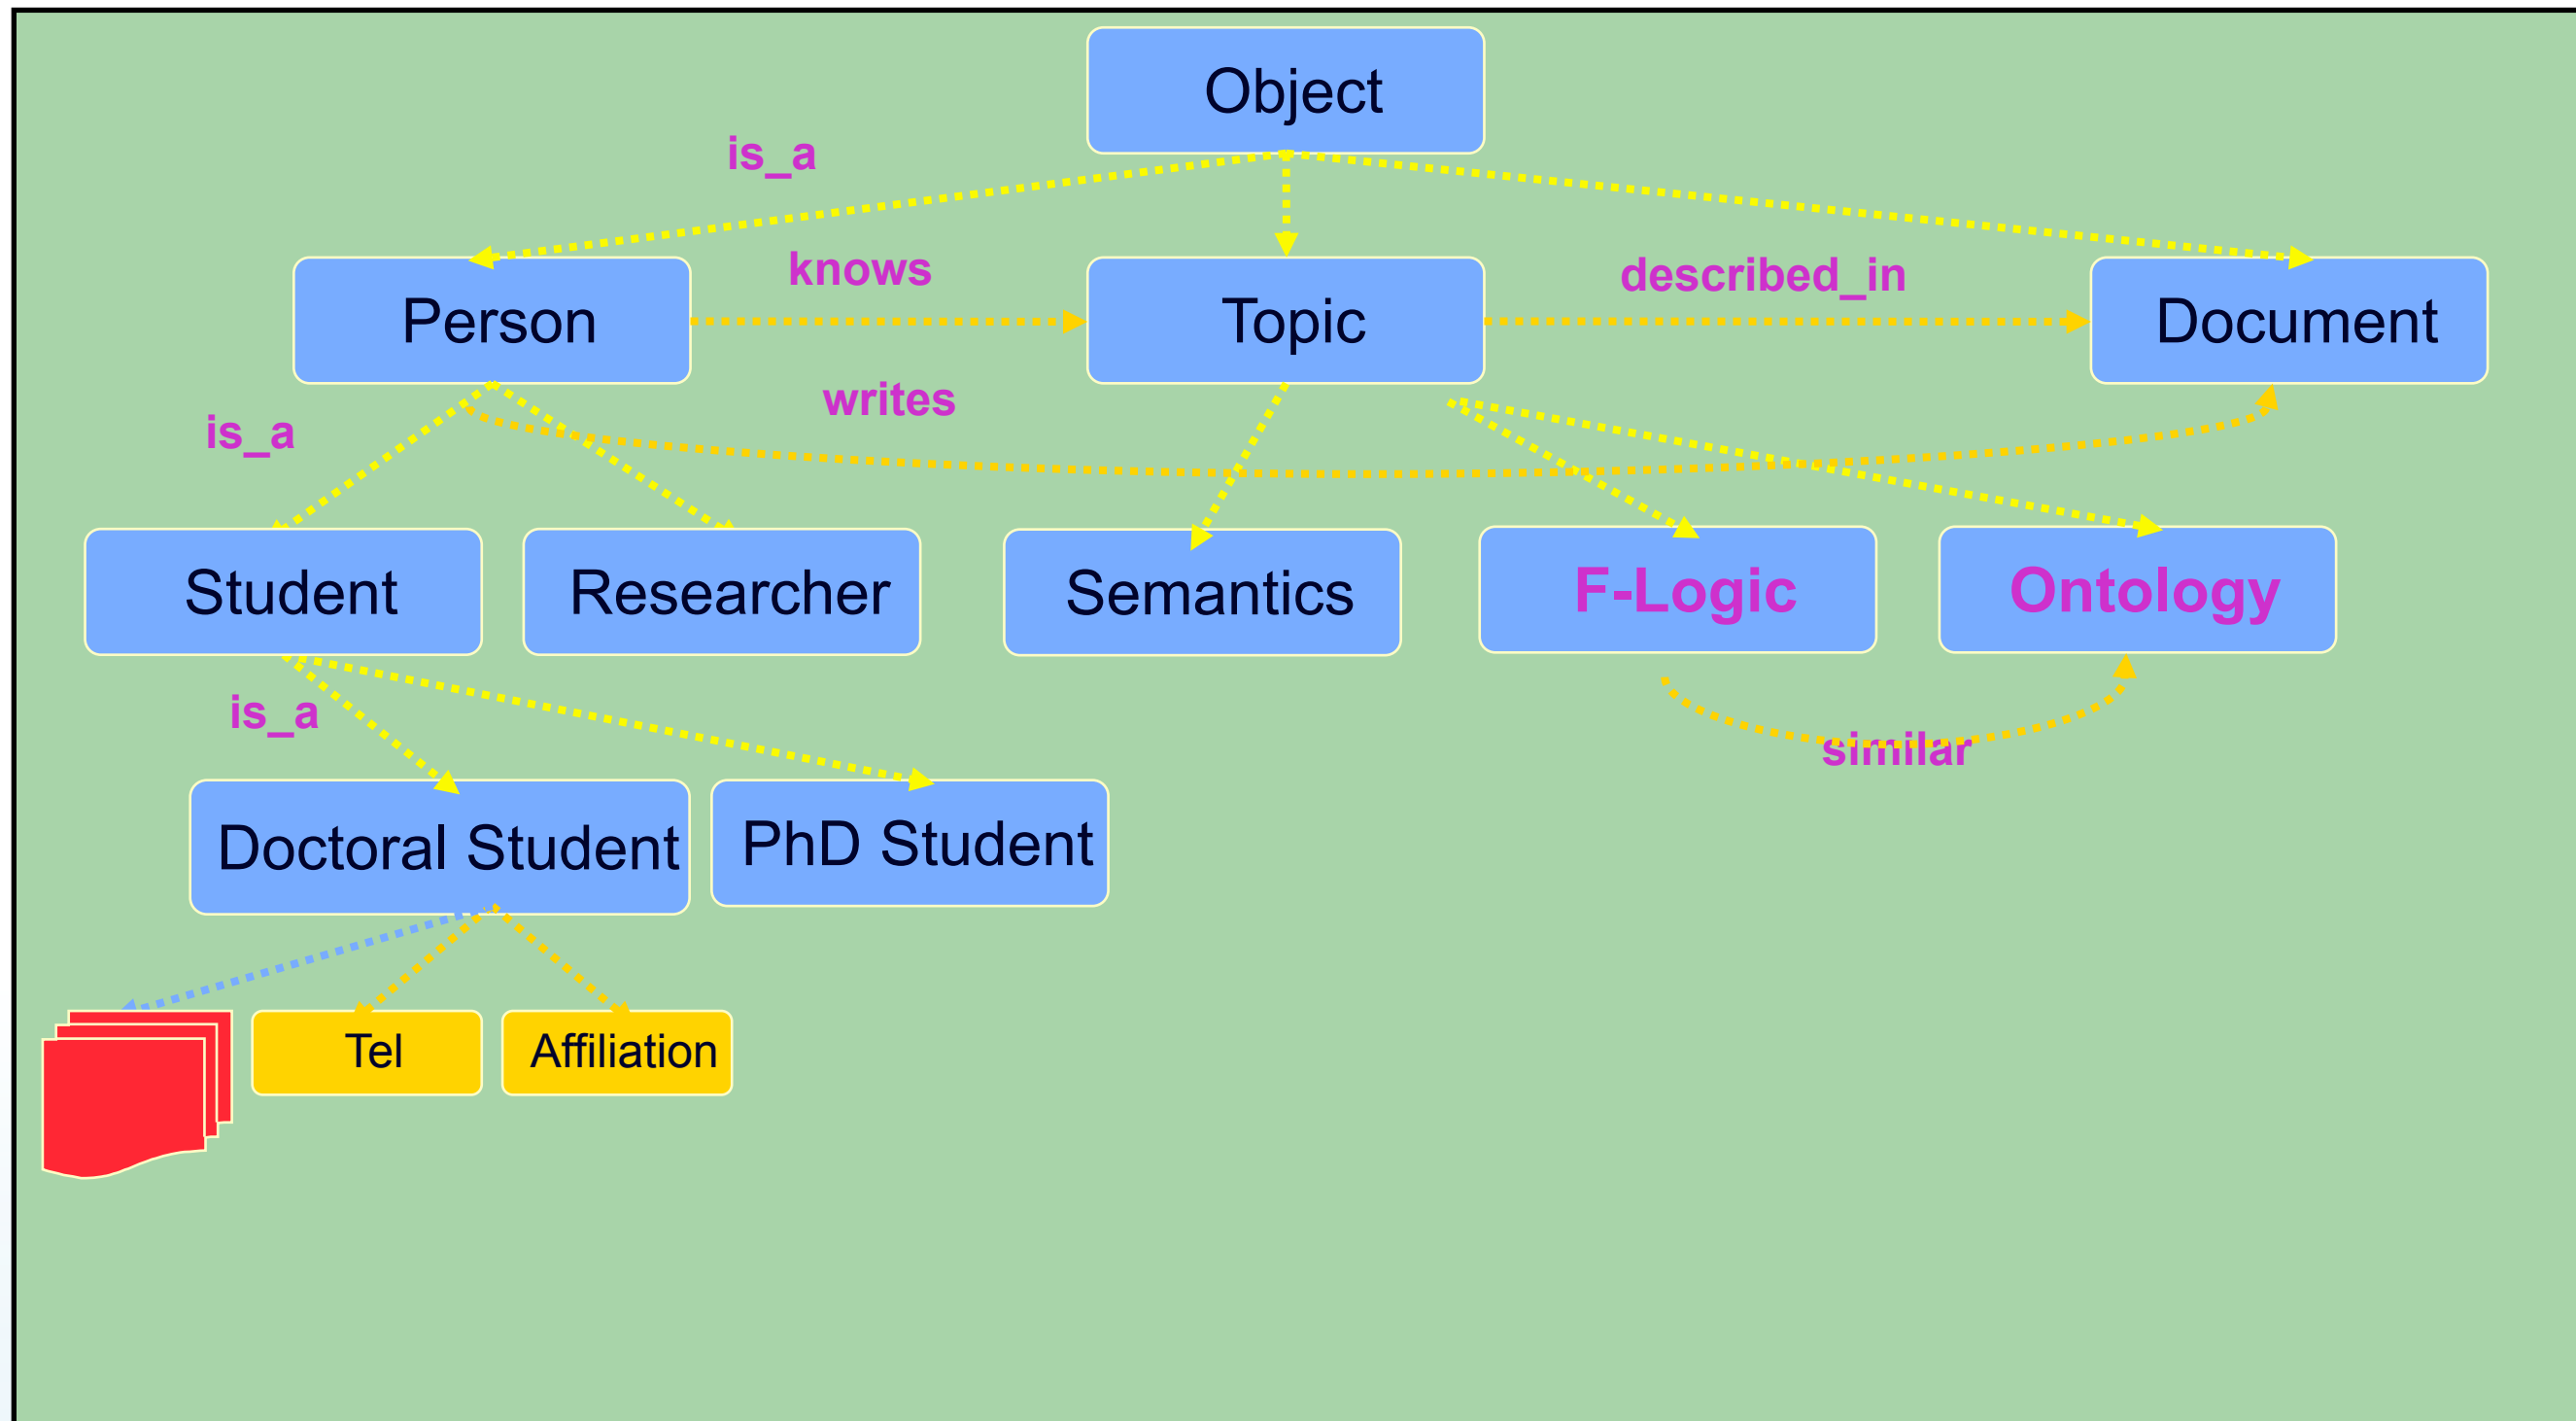 Object
is_a
knows
described_in
Person
Topic
Document
writes
is_a
Student
Researcher
Semantics
F-Logic
Ontology
is_a
similar
Doctoral Student
PhD Student
Tel
Affiliation